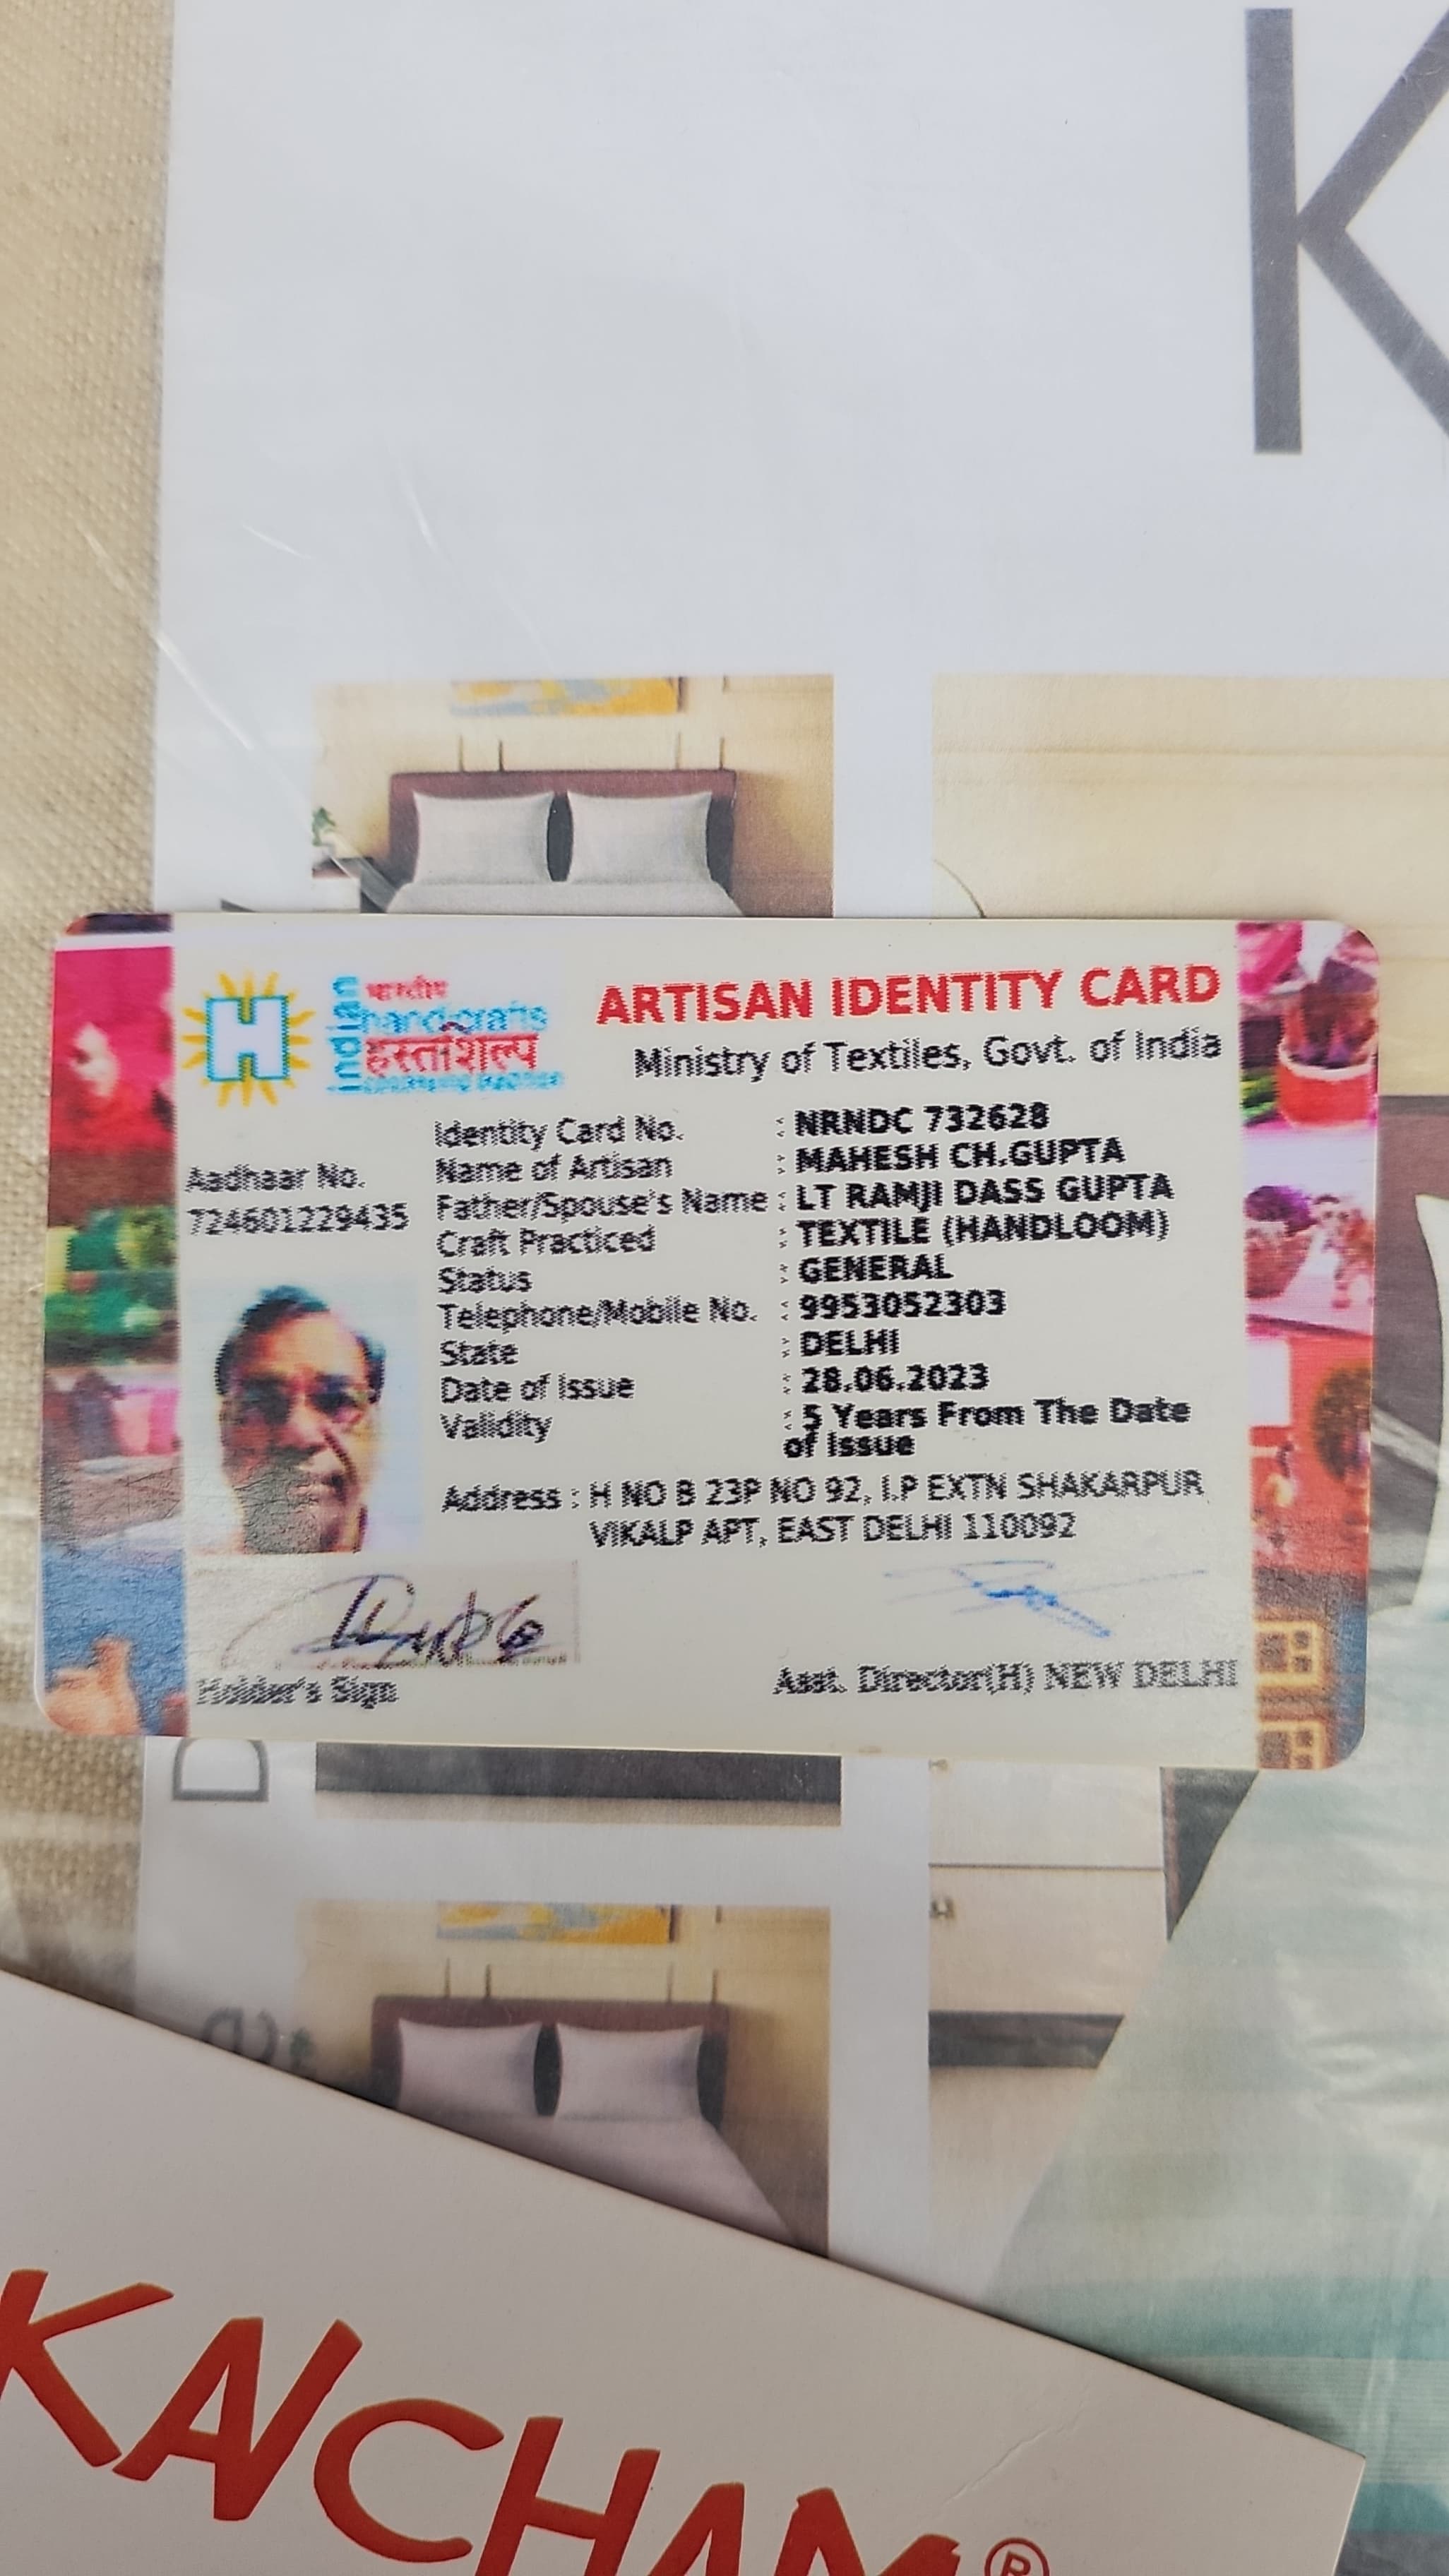 K
भारतीय
indian
handicrafts
हस्तशिल्प
ARTISAN IDENTITY CARD
Ministry of Textiles, Govt. of India
Aadhaar No.
724601229435
Identity Card No. : NRNDC 732628
Name of Artisan : MAHESH CH.GUPTA
Father/Spouse's Name : LT RAMJI DASS GUPTA
Craft Practiced : TEXTILE (HANDLOOM)
Status : GENERAL
Telephone/Mobile No. : 9953052303
State : DELHI
Date of Issue : 28.06.2023
Validity : 5 Years From The Date
of Issue
Address : H NO B 23P NO 92, I.P EXTN SHAKARPUR
VIKALP APT, EAST DELHI 110092
Holder's Sign
Asst. Director(H) NEW DELHI
D
KAICHAM®